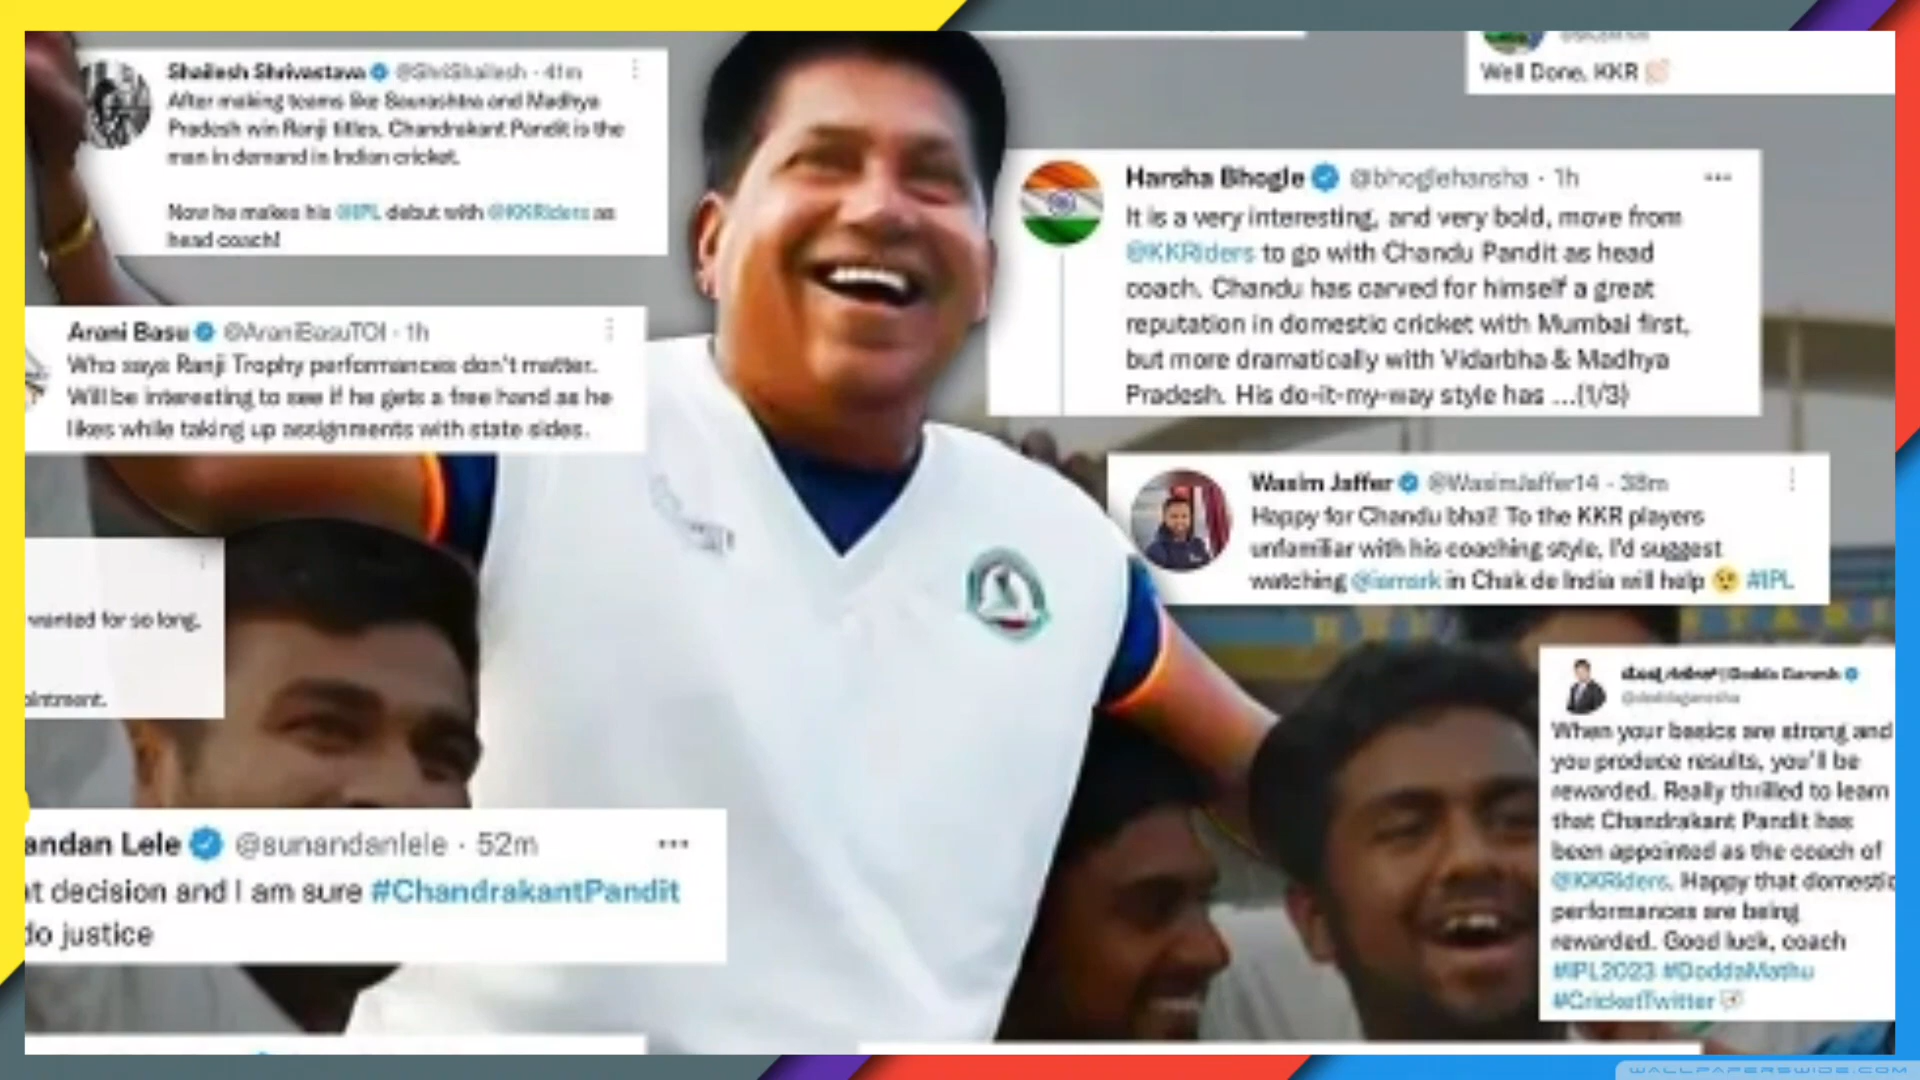 Shailesh Shrivastava @ShriShailesh · 41m
After making teams like Saurashtra and Madhya
Pradesh win Ranji titles, Chandrakant Pandit is the
man in demand in Indian cricket.
Now he makes his @IPL debut with @KKRiders as
head coach!
Well Done, KKR
Harsha Bhogle @bhogleharsha · 1h
It is a very interesting, and very bold, move from
@KKRiders to go with Chandu Pandit as head
coach. Chandu has carved for himself a great
reputation in domestic cricket with Mumbai first,
but more dramatically with Vidarbha & Madhya
Pradesh. His do-it-my-way style has ...(1/3)
Arani Basu @AraniBasuTOI · 1h
Who says Ranji Trophy performances don't matter.
Will be interesting to see if he gets a free hand as he
likes while taking up assignments with state sides.
Wasim Jaffer @WasimJaffer14 · 38m
Happy for Chandu bhai! To the KKR players
unfamiliar with his coaching style, I'd suggest
watching @iamsrk in Chak de India will help 😉 #IPL
wanted for so long.
ointment.
Dodda Ganesh
@doddaganesha
When your basics are strong and
you produce results, you'll be
rewarded. Really thrilled to learn
that Chandrakant Pandit has
been appointed as the coach of
@KKRiders. Happy that domestic
performances are being
rewarded. Good luck, coach
#IPL2023 #DoddaMathu
#CricketTwitter
andan Lele @sunandanlele · 52m
at decision and I am sure #ChandrakantPandit
do justice
WALLPAPERSWIDE.COM